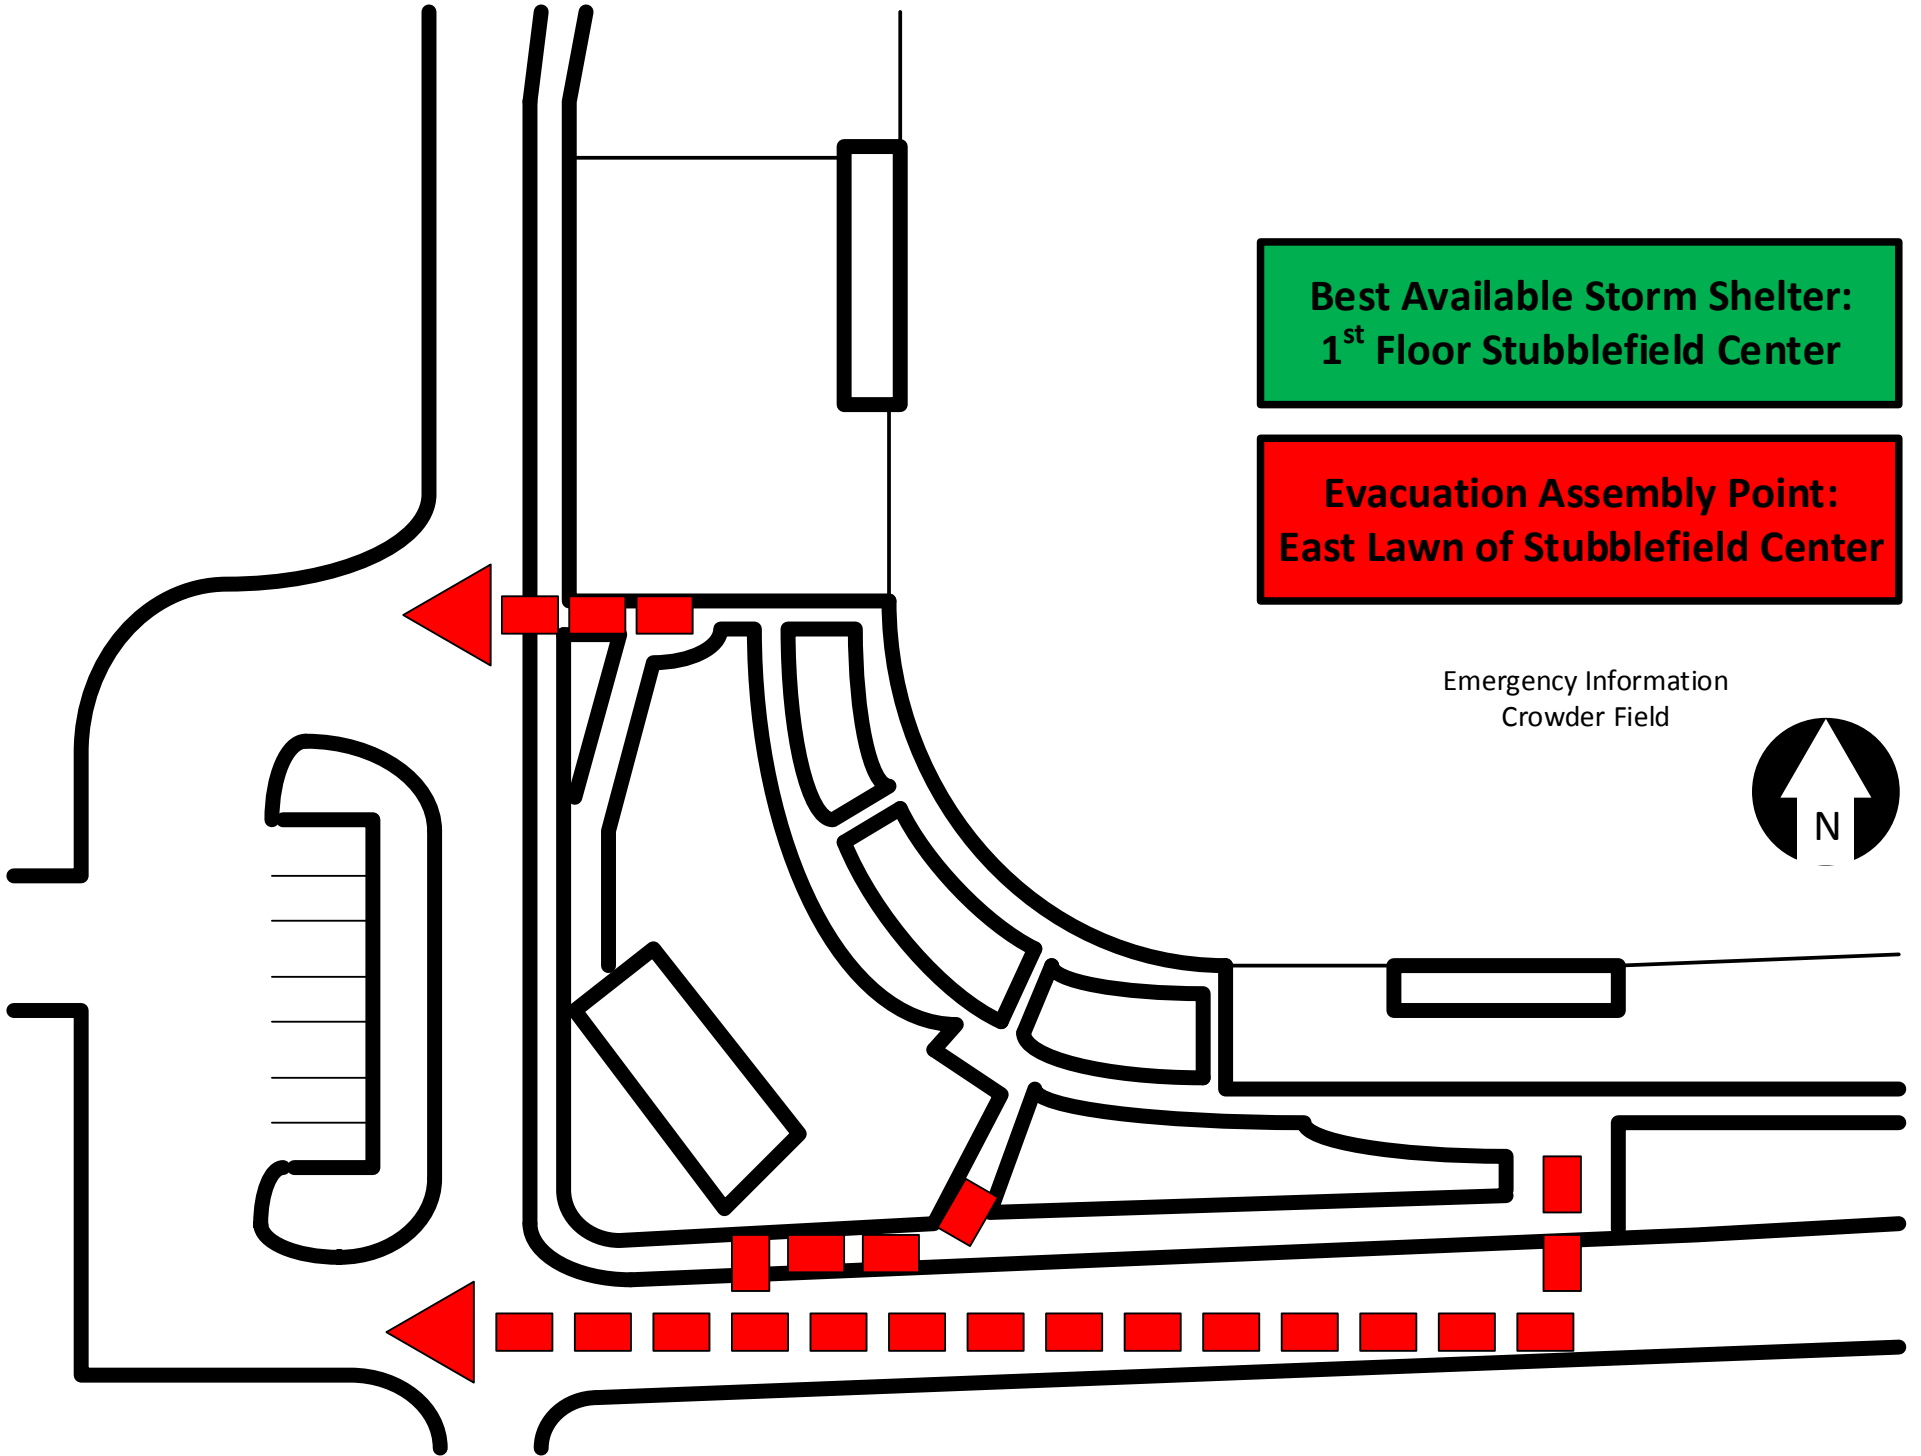 Best Available Storm Shelter:
1st Floor Stubblefield Center
Evacuation Assembly Point:
East Lawn of Stubblefield Center
Emergency Information
Crowder Field
N